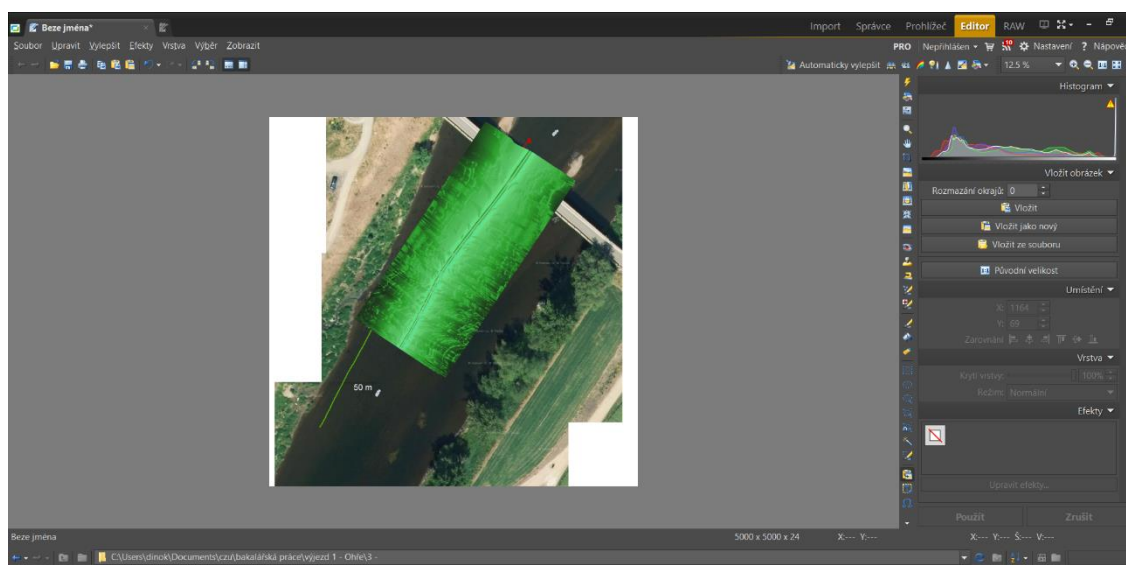 Beze jména*
Import Správce Prohlížeč Editor RAW
Soubor Upravit Vylepšit Efekty Vrstva Výběr Zobrazit
PRO Nepřihlášen 10 Nastavení ? Nápověd
Automaticky vylepšit 12.5 %
Histogram
Vložit obrázek
Rozmazání okrajů: 0
Vložit
Vložit jako nový
Vložit ze souboru
Původní velikost
Umístění
X: 1164
Y: 69
Zarovnání
Vrstva
Krytí vrstvy: 100%
Režim: Normální
Efekty
50 m
Upravit efekty...
Použít Zrušit
Beze jména 5000 x 5000 x 24 X:--- Y:--- X:--- Y:--- Š:--- V:---
C:\Users\dinok\Documents\czu\bakalářská práce\výjezd 1 - Ohře\3 -